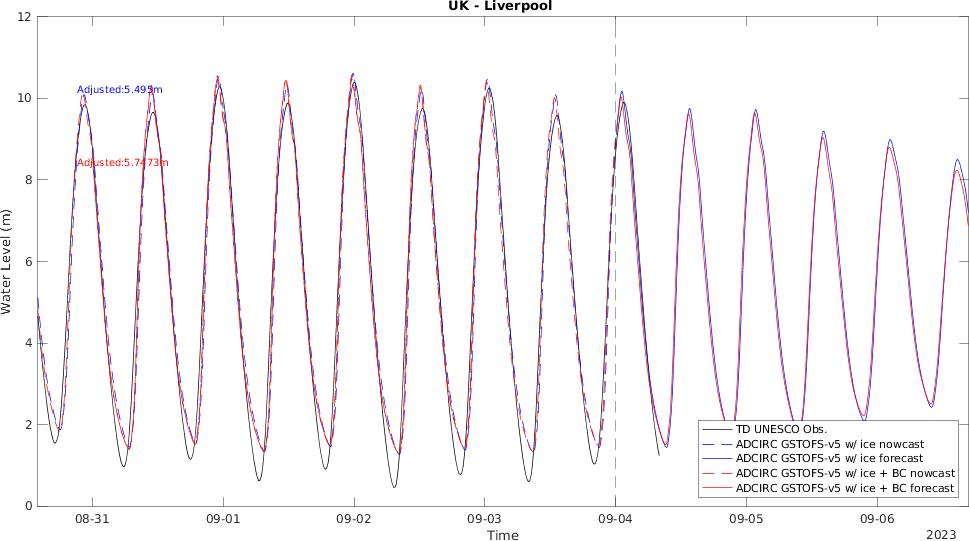 UK - Liverpool
12
10
8
6
4
2
0
Water Level (m)
Adjusted:5.495m
Adjusted:5.7473m
TD UNESCO Obs.
ADCIRC GSTOFS-v5 w/ ice nowcast
ADCIRC GSTOFS-v5 w/ ice forecast
ADCIRC GSTOFS-v5 w/ ice + BC nowcast
ADCIRC GSTOFS-v5 w/ ice + BC forecast
08-31 09-01 09-02 09-03 09-04 09-05 09-06
Time
2023